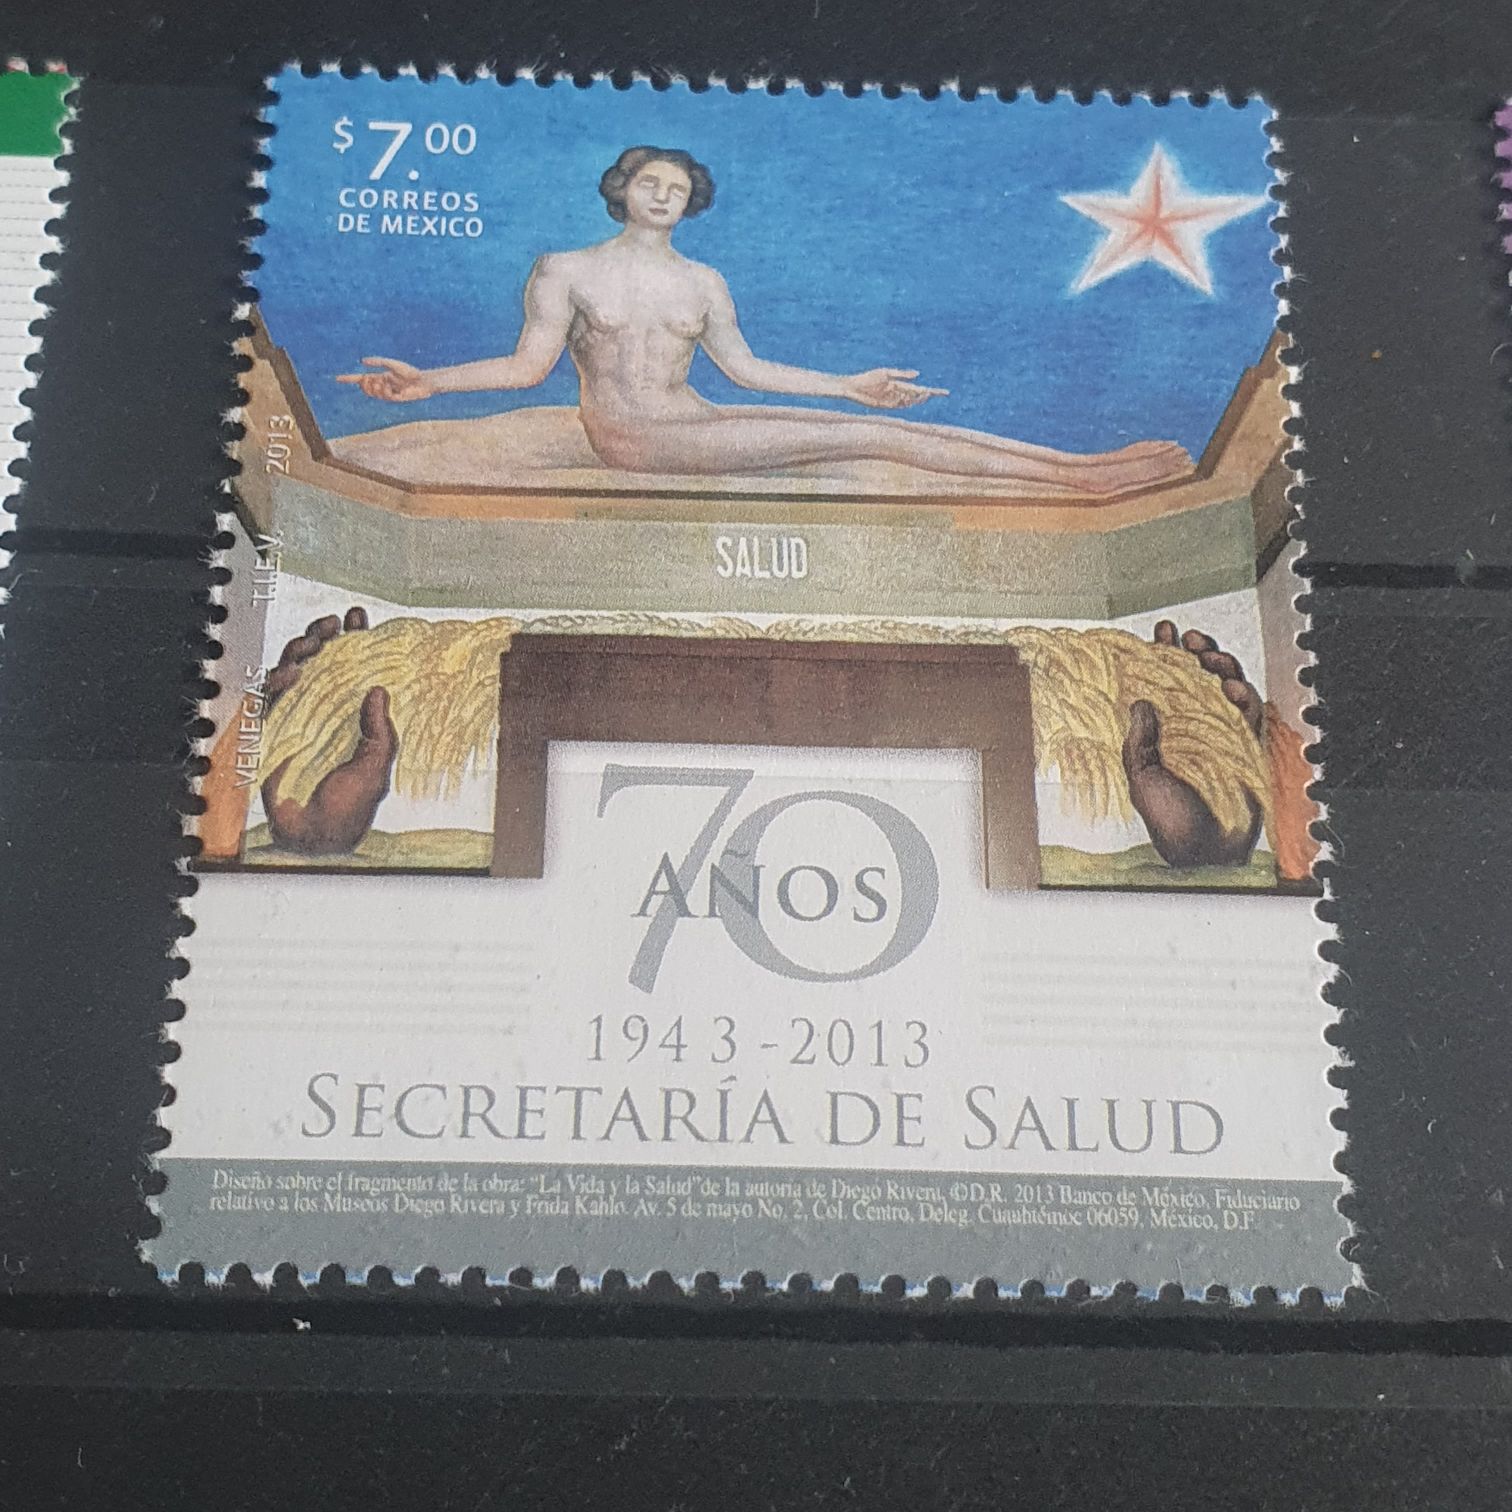 $7.00
CORREOS
DE MEXICO
SALUD
VENEGAS T.I.E.V. 2013
70
AÑOS
1943-2013
SECRETARÍA DE SALUD
Diseño sobre el fragmento de la obra: "La Vida y la Salud" de la autoría de Diego Rivera, ©D.R. 2013 Banco de México, Fiduciario
relativo a los Museos Diego Rivera y Frida Kahlo. Av. 5 de mayo No. 2, Col. Centro, Deleg. Cuauhtémoc 06059, México, D.F.